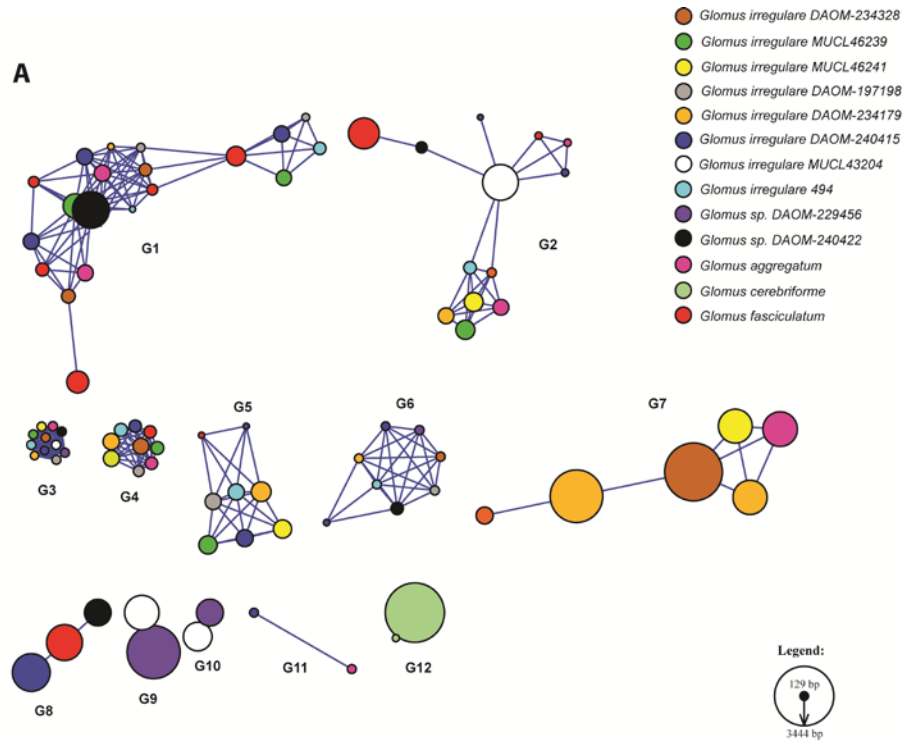 A
Glomus irregulare DAOM-234328
Glomus irregulare MUCL46239
Glomus irregulare MUCL46241
Glomus irregulare DAOM-197198
Glomus irregulare DAOM-234179
Glomus irregulare DAOM-240415
Glomus irregulare MUCL43204
Glomus irregulare 494
Glomus sp. DAOM-229456
Glomus sp. DAOM-240422
Glomus aggregatum
Glomus cerebriforme
Glomus fasciculatum
G1
G2
G3
G4
G5
G6
G7
G8
G9
G10
G11
G12
Legend:
129 bp
3444 bp